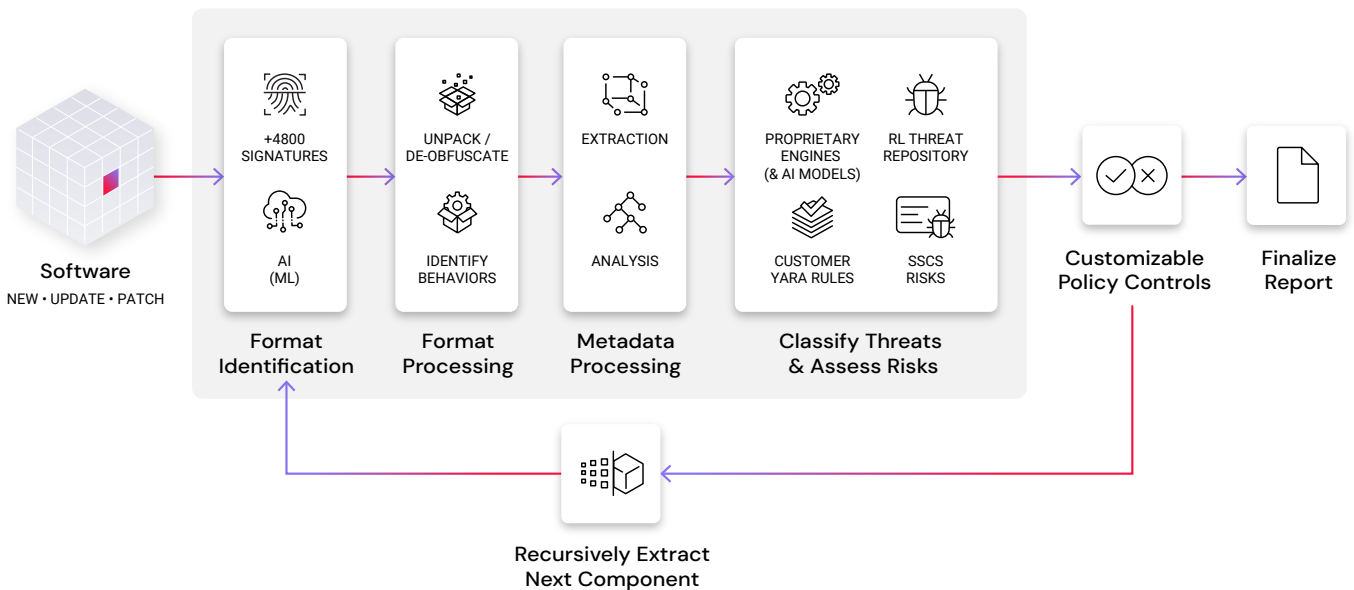 Software
NEW • UPDATE • PATCH
+4800
SIGNATURES
AI
(ML)
Format
Identification
UNPACK /
DE-OBFUSCATE
IDENTIFY
BEHAVIORS
Format
Processing
EXTRACTION
ANALYSIS
Metadata
Processing
PROPRIETARY
ENGINES
(& AI MODELS)
RL THREAT
REPOSITORY
CUSTOMER
YARA RULES
SSCS
RISKS
Classify Threats
& Assess Risks
Customizable
Policy Controls
Finalize
Report
Recursively Extract
Next Component